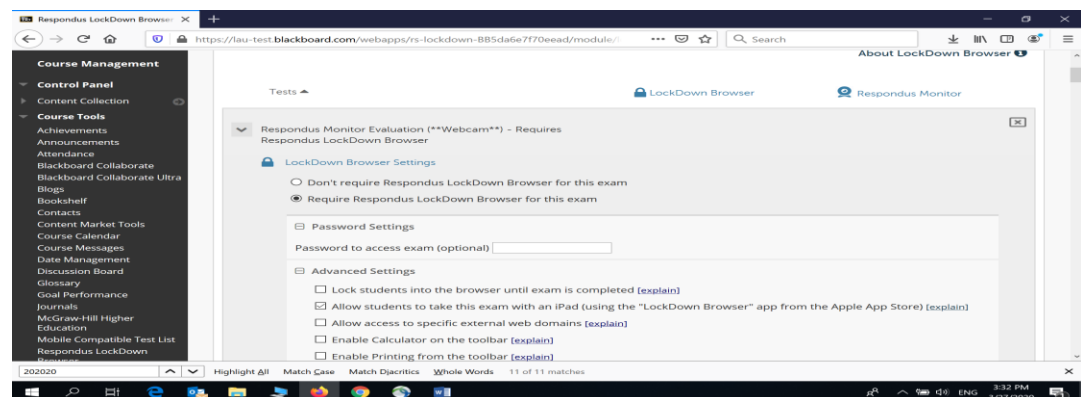 Respondus LockDown Browser
https://lau-test.blackboard.com/webapps/rs-lockdown-BB5da6e7f70eead/module/
Search
Course Management
Control Panel
Content Collection
Course Tools
Achievements
Announcements
Attendance
Blackboard Collaborate
Blackboard Collaborate Ultra
Blogs
Bookshelf
Contacts
Content Market Tools
Course Calendar
Course Messages
Date Management
Discussion Board
Glossary
Goal Performance
Journals
McGraw-Hill Higher
Education
Mobile Compatible Test List
Respondus LockDown
Browser
About LockDown Browser
Tests
LockDown Browser
Respondus Monitor
Respondus Monitor Evaluation (**Webcam**) - Requires
Respondus LockDown Browser
LockDown Browser Settings
Don't require Respondus LockDown Browser for this exam
Require Respondus LockDown Browser for this exam
Password Settings
Password to access exam (optional)
Advanced Settings
Lock students into the browser until exam is completed [explain]
Allow students to take this exam with an iPad (using the "LockDown Browser" app from the Apple App Store) [explain]
Allow access to specific external web domains [explain]
Enable Calculator on the toolbar [explain]
Enable Printing from the toolbar [explain]
202020 Highlight All Match Case Match Diacritics Whole Words 11 of 11 matches
ENG 3:32 PM